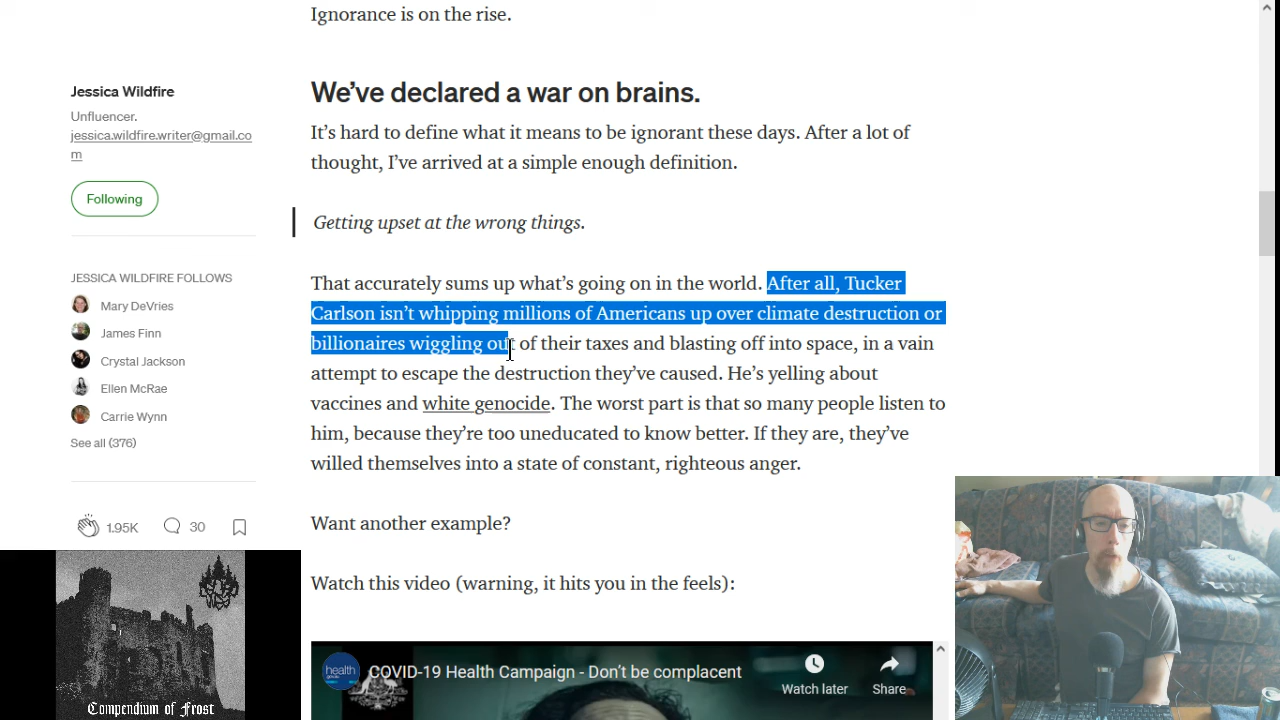 Ignorance is on the rise.
Jessica Wildfire
Unfluencer.
jessica.wildfire.writer@gmail.co
m
Following
JESSICA WILDFIRE FOLLOWS
Mary DeVries
James Finn
Crystal Jackson
Ellen McRae
Carrie Wynn
See all (376)
1.95K
30
We’ve declared a war on brains.
It’s hard to define what it means to be ignorant these days. After a lot of
thought, I’ve arrived at a simple enough definition.
Getting upset at the wrong things.
That accurately sums up what’s going on in the world. After all, Tucker
Carlson isn’t whipping millions of Americans up over climate destruction or
billionaires wiggling out of their taxes and blasting off into space, in a vain
attempt to escape the destruction they’ve caused. He’s yelling about
vaccines and white genocide. The worst part is that so many people listen to
him, because they’re too uneducated to know better. If they are, they’ve
willed themselves into a state of constant, righteous anger.
Want another example?
Watch this video (warning, it hits you in the feels):
health
COVID-19 Health Campaign - Don’t be complacent
Watch later
Share
Compendium of Frost